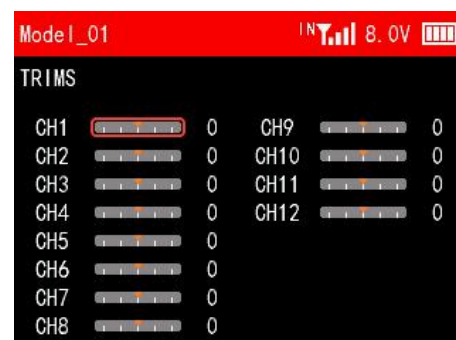 Model_01 IN 8.0V
TRIMS
CH1 0 CH9 0
CH2 0 CH10 0
CH3 0 CH11 0
CH4 0 CH12 0
CH5 0
CH6 0
CH7 0
CH8 0